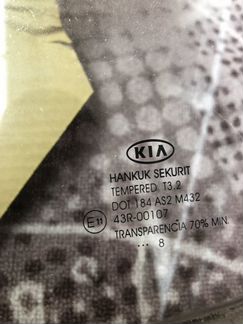 KIA
HANKUK SEKURIT
TEMPERED T3.2
DOT 184 AS2 M432
E11 43R-00107
TRANSPARENCIA 70% MIN.
... 8